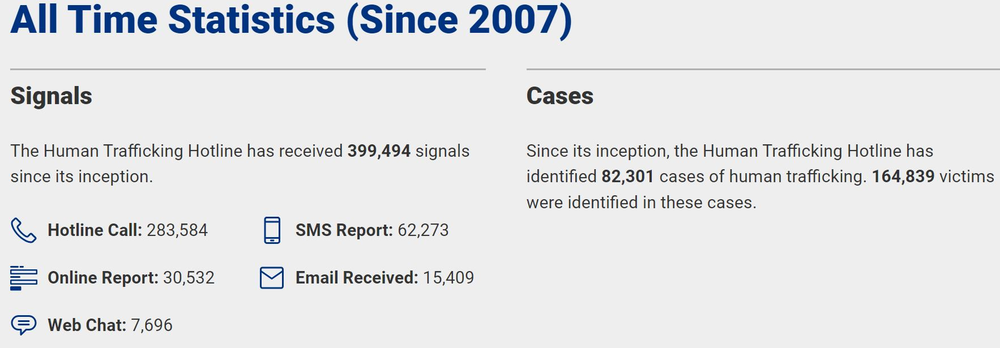 All Time Statistics (Since 2007)
Signals
The Human Trafficking Hotline has received 399,494 signals
since its inception.
Hotline Call: 283,584
SMS Report: 62,273
Online Report: 30,532
Email Received: 15,409
Web Chat: 7,696
Cases
Since its inception, the Human Trafficking Hotline has
identified 82,301 cases of human trafficking. 164,839 victims
were identified in these cases.